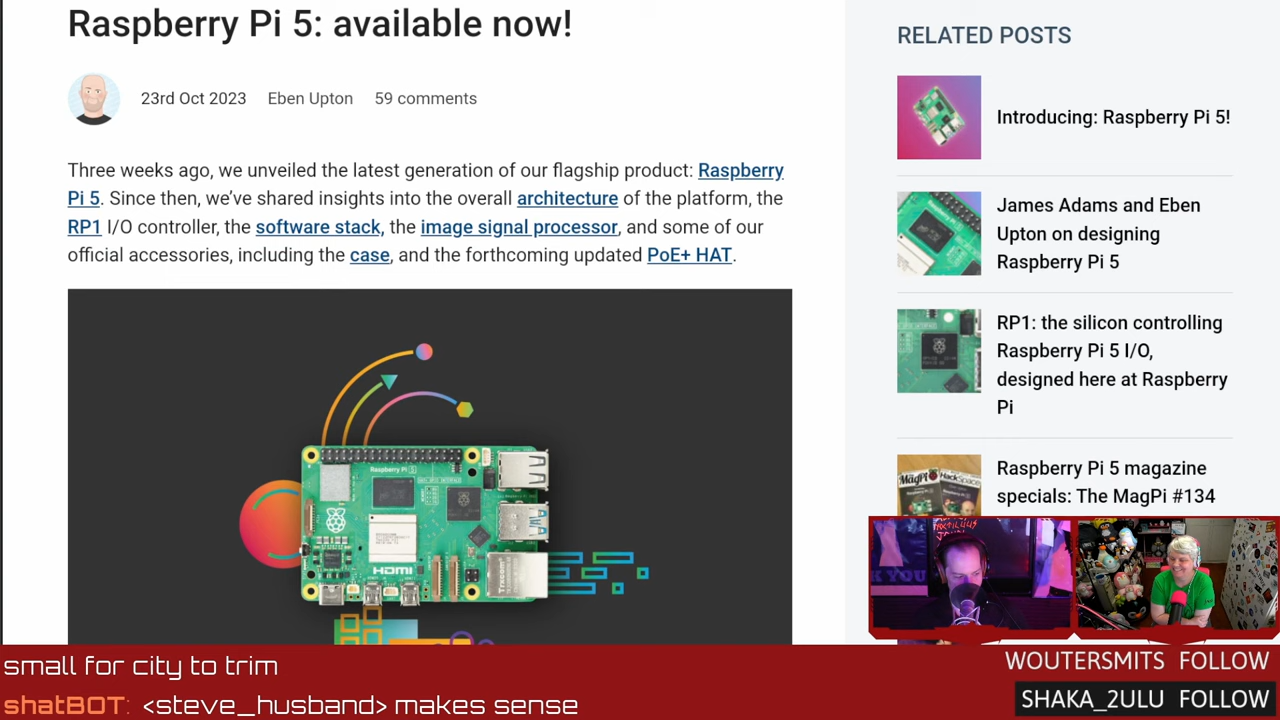 Raspberry Pi 5: available now!
23rd Oct 2023 Eben Upton 59 comments
Three weeks ago, we unveiled the latest generation of our flagship product: Raspberry
Pi 5. Since then, we’ve shared insights into the overall architecture of the platform, the
RP1 I/O controller, the software stack, the image signal processor, and some of our
official accessories, including the case, and the forthcoming updated PoE+ HAT.
Raspberry Pi 5
HDMI
Trxcom
RELATED POSTS
Introducing: Raspberry Pi 5!
James Adams and Eben
Upton on designing
Raspberry Pi 5
RP1: the silicon controlling
Raspberry Pi 5 I/O,
designed here at Raspberry
Pi
Raspberry Pi 5 magazine
specials: The MagPi #134
MagPi
HackSpace
small for city to trim
shatBOT: <steve_husband> makes sense
WOUTERSMITS FOLLOW
SHAKA_2ULU FOLLOW